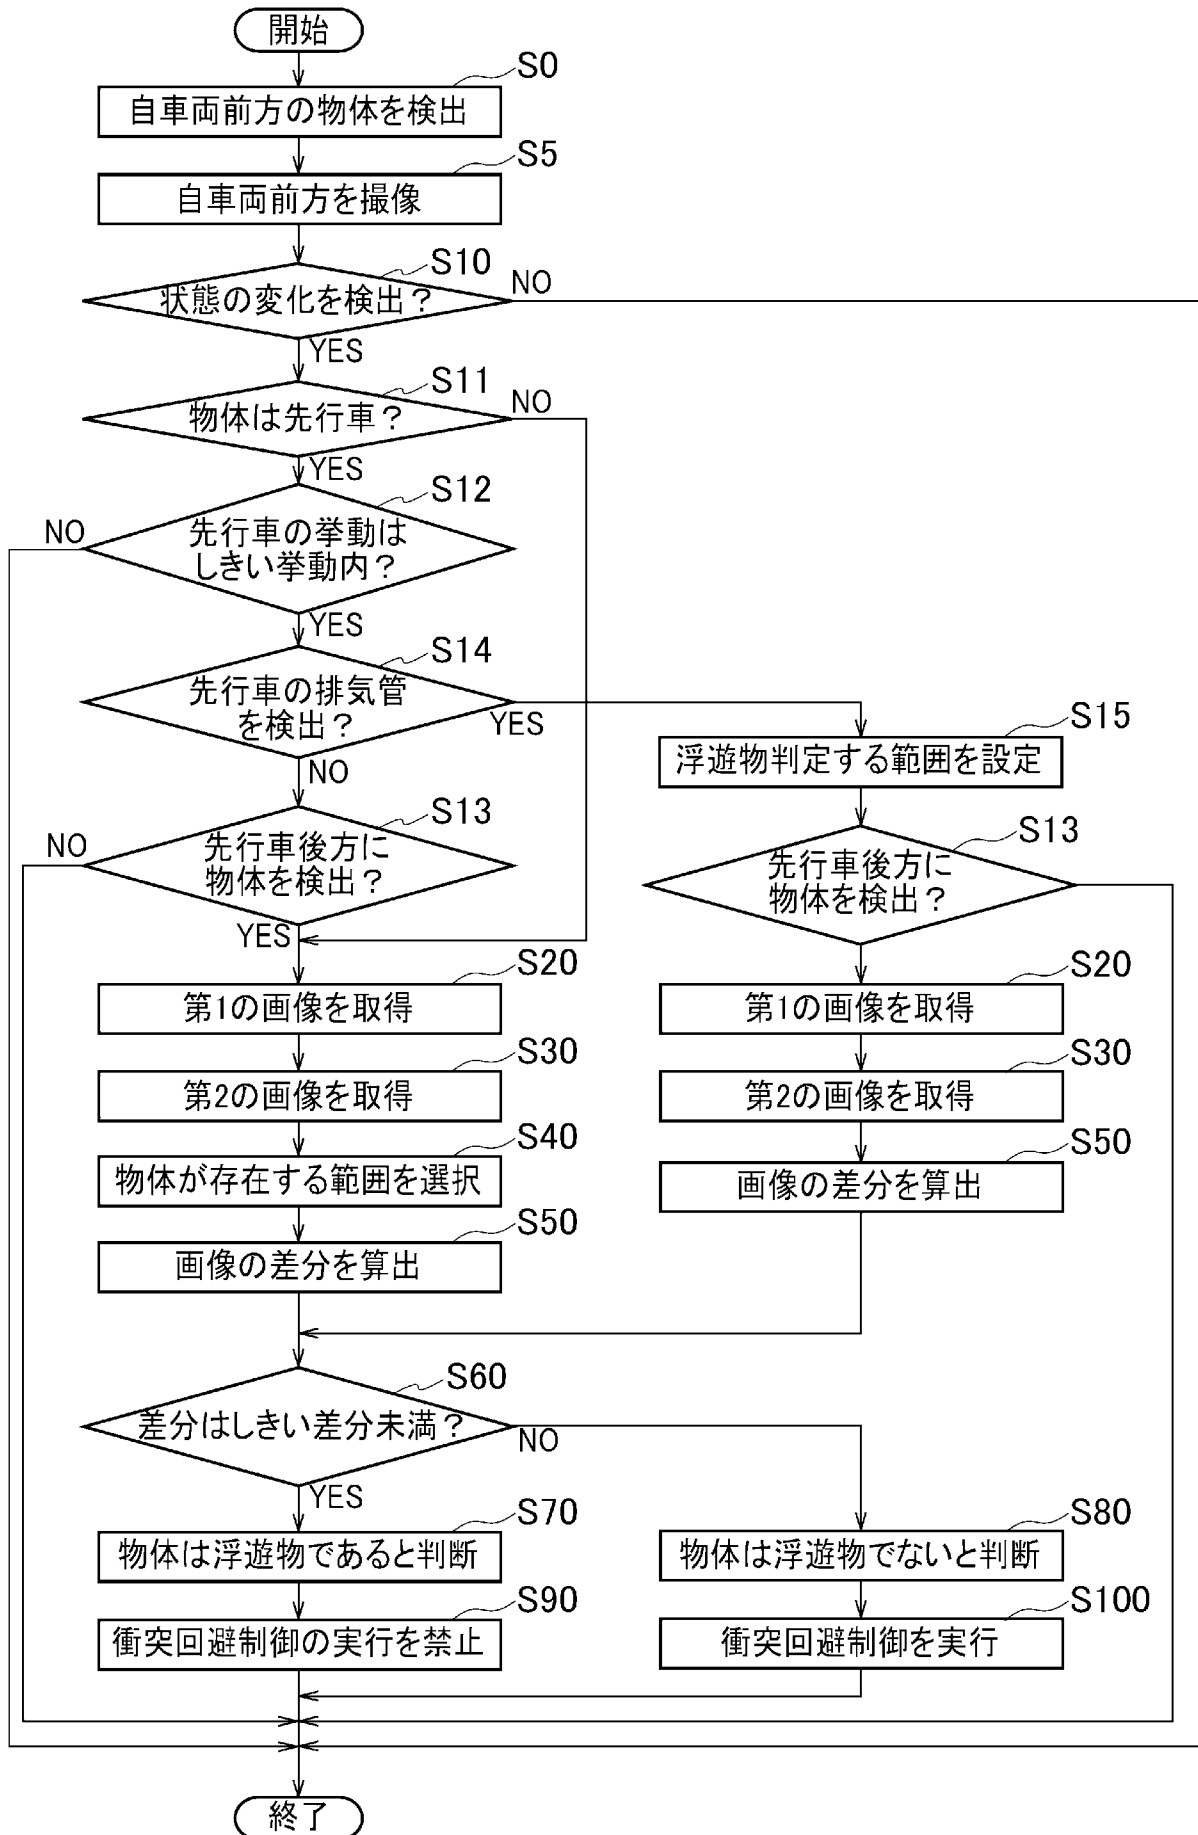 開始
S0
自車両前方の物体を検出
S5
自車両前方を撮像
S10
状態の変化を検出？
NO
YES
S11
物体は先行車？
NO
YES
S12
先行車の挙動は
しきい挙動内？
NO
YES
S14
先行車の排気管
を検出？
YES
NO
S15
浮遊物判定する範囲を設定
S13
先行車後方に
物体を検出？
NO
YES
S13
先行車後方に
物体を検出？
S20
第1の画像を取得
S30
第2の画像を取得
S40
物体が存在する範囲を選択
S50
画像の差分を算出
S20
第1の画像を取得
S30
第2の画像を取得
S50
画像の差分を算出
S60
差分はしきい差分未満？
NO
YES
S70
物体は浮遊物であると判断
S90
衝突回避制御の実行を禁止
S80
物体は浮遊物でないと判断
S100
衝突回避制御を実行
終了